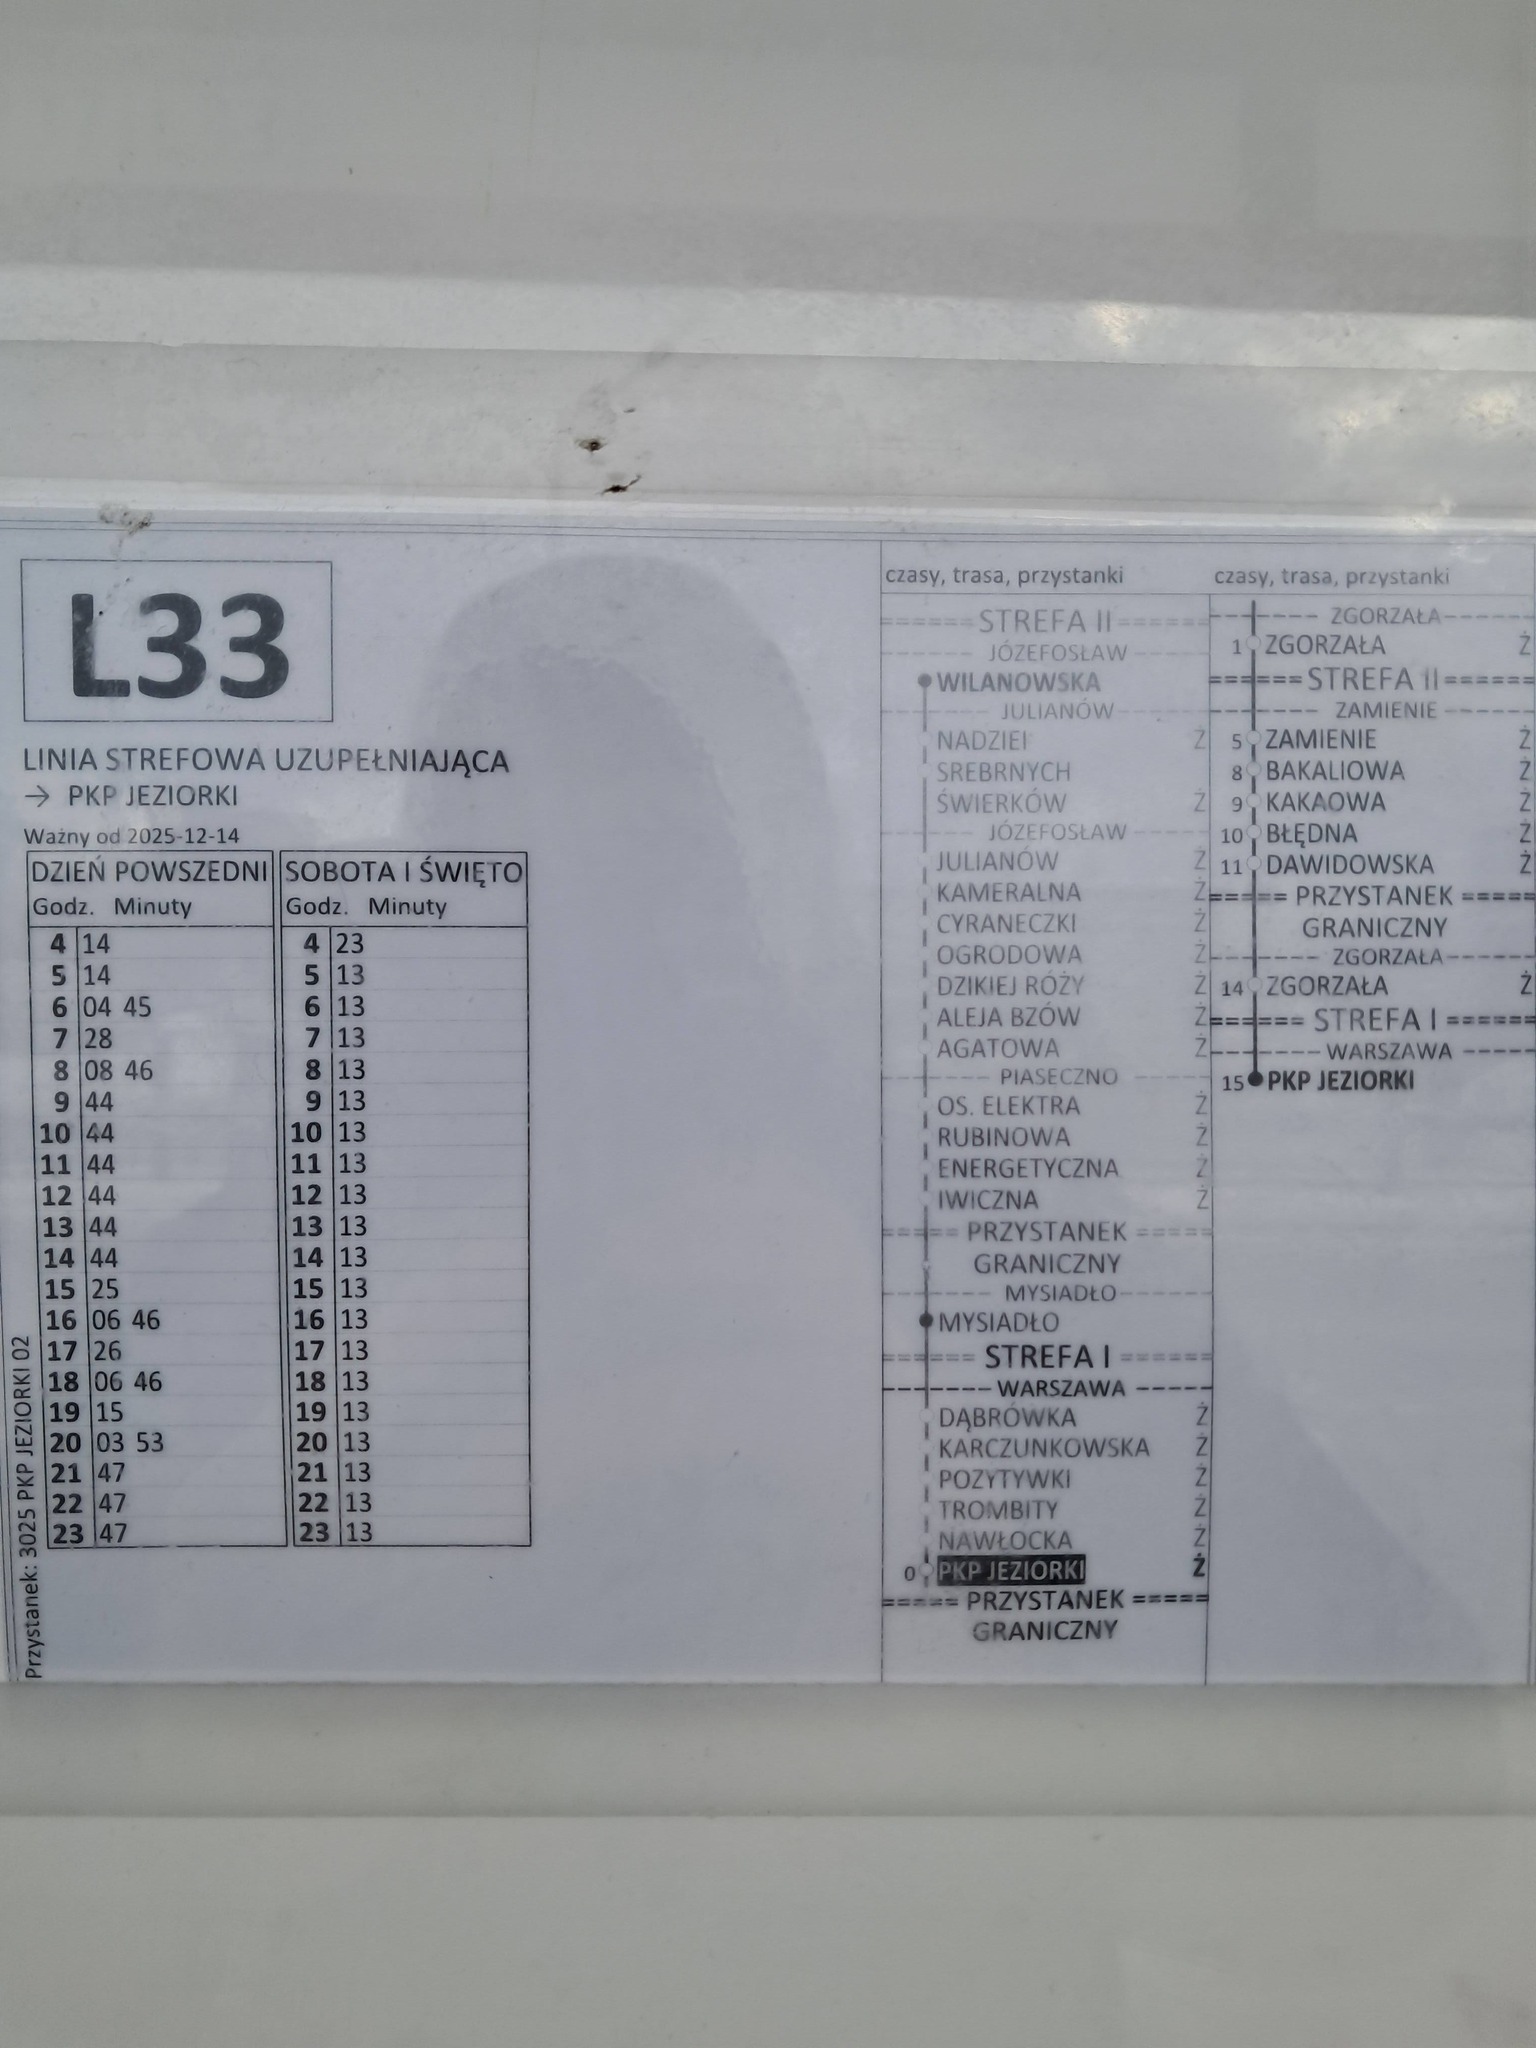 L33
LINIA STREFOWA UZUPEŁNIAJĄCA
→ PKP JEZIORKI
Ważny od 2025-12-14
DZIEŃ POWSZEDNI
Godz. Minuty
4 14
5 14
6 04 45
7 28
8 08 46
9 44
10 44
11 44
12 44
13 44
14 44
15 25
16 06 46
17 26
18 06 46
19 15
20 03 53
21 47
22 47
23 47
SOBOTA I ŚWIĘTO
Godz. Minuty
4 23
5 13
6 13
7 13
8 13
9 13
10 13
11 13
12 13
13 13
14 13
15 13
16 13
17 13
18 13
19 13
20 13
21 13
22 13
23 13
Przystanek: 3025 PKP JEZIORKI 02
czasy, trasa, przystanki
STREFA II
JÓZEFOSŁAW
WILANOWSKA
JULIANÓW
NADZIEI Ż
SREBRNYCH
ŚWIERKÓW Ż
JÓZEFOSŁAW
JULIANÓW Ż
KAMERALNA Ż
CYRANECZKI Ż
OGRODOWA Ż
DZIKIEJ RÓŻY Ż
ALEJA BZÓW Ż
AGATOWA Ż
PIASECZNO
OS. ELEKTRA Ż
RUBINOWA Ż
ENERGETYCZNA Ż
IWICZNA Ż
PRZYSTANEK
GRANICZNY
MYSIADŁO
MYSIADŁO
STREFA I
WARSZAWA
DĄBRÓWKA Ż
KARCZUNKOWSKA Ż
POZYTYWKI Ż
TROMBITY Ż
NAWŁOCKA Ż
0 PKP JEZIORKI Ż
PRZYSTANEK
GRANICZNY
czasy, trasa, przystanki
ZGORZAŁA
1 ZGORZAŁA Ż
STREFA II
ZAMIENIE
5 ZAMIENIE Ż
8 BAKALIOWA Ż
9 KAKAOWA Ż
10 BŁĘDNA Ż
11 DAWIDOWSKA Ż
PRZYSTANEK
GRANICZNY
ZGORZAŁA
14 ZGORZAŁA Ż
STREFA I
WARSZAWA
15 PKP JEZIORKI